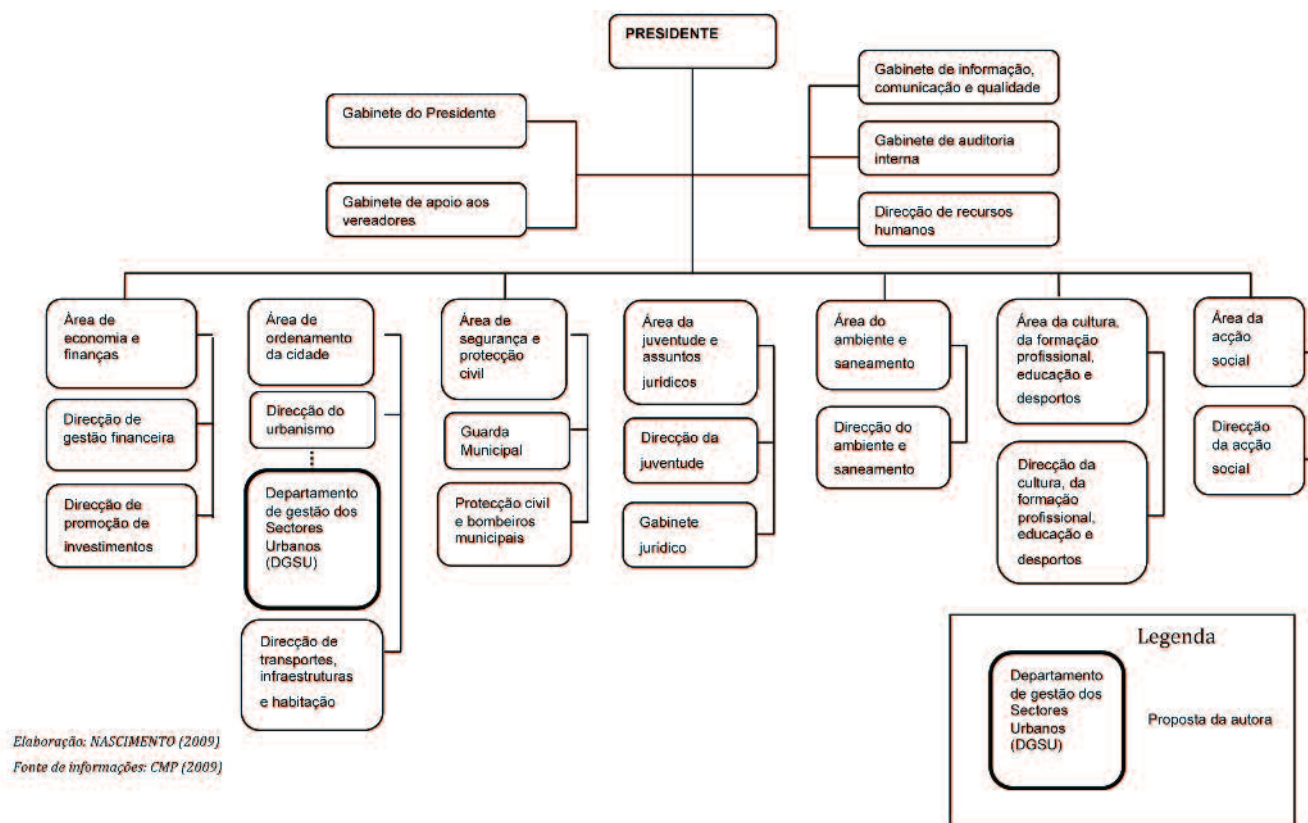 PRESIDENTE
Gabinete do Presidente
Gabinete de apoio aos
vereadores
Gabinete de informação,
comunicação e qualidade
Gabinete de auditoria
interna
Direcção de recursos
humanos
Área de
economia e
finanças
Direcção de
gestão financeira
Direcção de
promoção de
investimentos
Área de
ordenamento
da cidade
Direcção do
urbanismo
Departamento
de gestão dos
Sectores
Urbanos
(DGSU)
Direcção de
transportes,
infraestruturas
e habitação
Área de
segurança e
protecção
civil
Guarda
Municipal
Protecção civil
e bombeiros
municipais
Área da
juventude e
assuntos
jurídicos
Direcção da
juventude
Gabinete
jurídico
Área do
ambiente e
saneamento
Direcção do
ambiente e
saneamento
Área da cultura,
da formação
profissional,
educação e
desportos
Direcção da
cultura, da
formação
profissional,
educação e
desportos
Área da
acção
social
Direcção
da acção
social
Legenda
Departamento
de gestão dos
Sectores
Urbanos
(DGSU)
Proposta da autora
Elaboração: NASCIMENTO (2009)
Fonte de informações: CMP (2009)